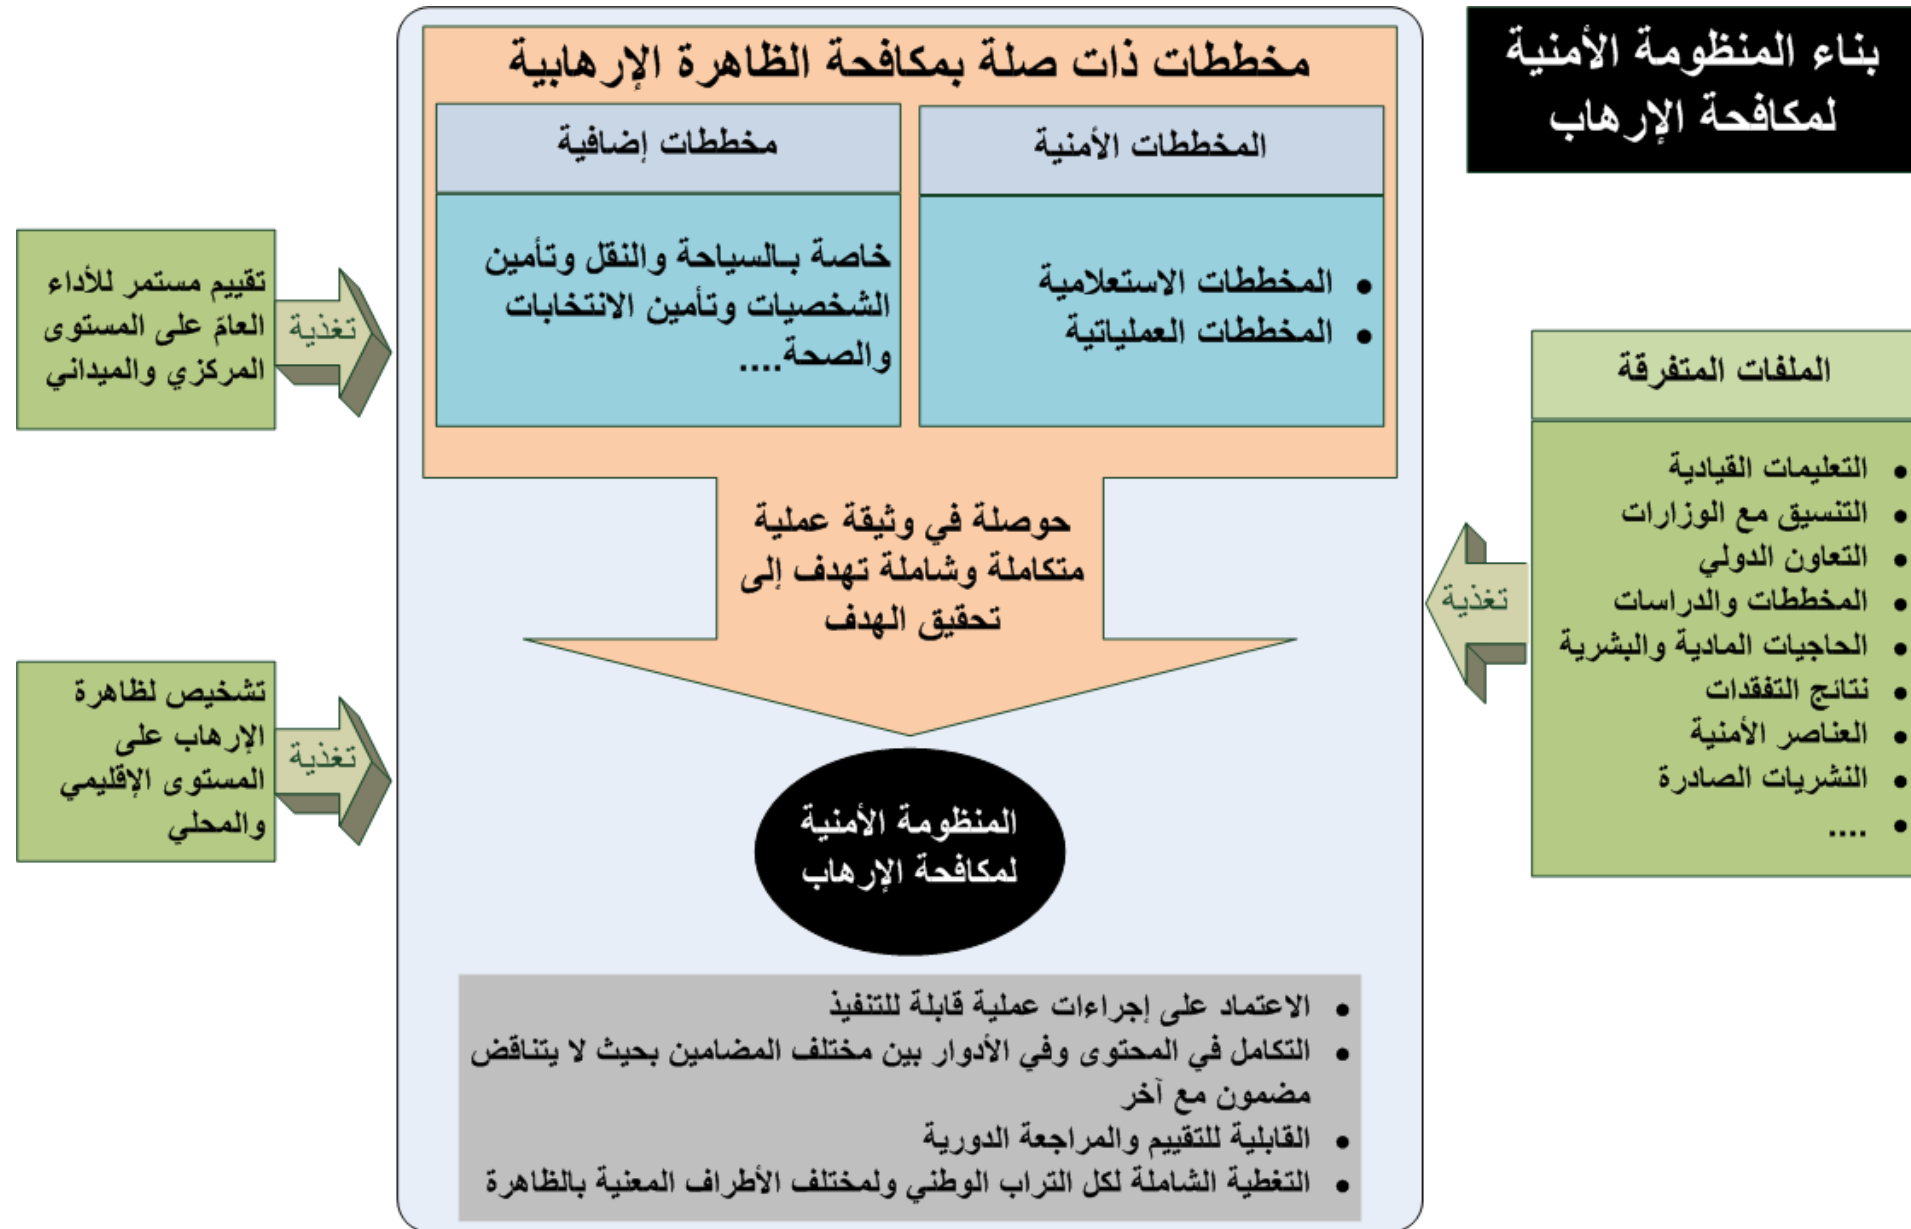 بناء المنظومة الأمنية
لمكافحة الإرهاب
مخططات ذات صلة بمكافحة الظاهرة الإرهابية
المخططات الأمنية
• المخططات الاستعلامية
• المخططات العملياتية
مخططات إضافية
خاصة بالسياحة والنقل وتأمين
الشخصيات وتأمين الانتخابات
والصحة....
حوصلة في وثيقة عملية
متكاملة وشاملة تهدف إلى
تحقيق الهدف
المنظومة الأمنية
لمكافحة الإرهاب
• الاعتماد على إجراءات عملية قابلة للتنفيذ
• التكامل في المحتوى وفي الأدوار بين مختلف المضامين بحيث لا يتناقض
مضمون مع آخر
• القابلية للتقييم والمراجعة الدورية
• التغطية الشاملة لكل التراب الوطني ولمختلف الأطراف المعنية بالظاهرة
الملفات المتفرقة
• التعليمات القيادية
• التنسيق مع الوزارات
• التعاون الدولي
• المخططات والدراسات
• الحاجيات المادية والبشرية
• نتائج التفقدات
• العناصر الأمنية
• النشريات الصادرة
• ....
تغذية
تقييم مستمر للأداء
العامّ على المستوى
المركزي والميداني
تغذية
تشخيص لظاهرة
الإرهاب على
المستوى الإقليمي
والمحلي
تغذية